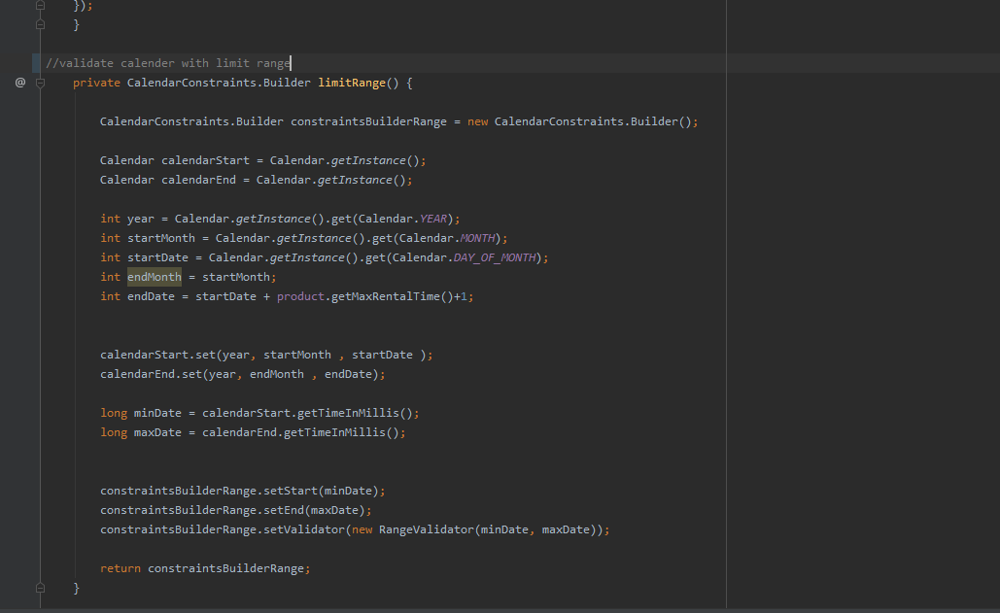 });
}
//validate calender with limit range
@
private CalendarConstraints.Builder limitRange() {
CalendarConstraints.Builder constraintsBuilderRange = new CalendarConstraints.Builder();
Calendar calendarStart = Calendar.getInstance();
Calendar calendarEnd = Calendar.getInstance();
int year = Calendar.getInstance().get(Calendar.YEAR);
int startMonth = Calendar.getInstance().get(Calendar.MONTH);
int startDate = Calendar.getInstance().get(Calendar.DAY_OF_MONTH);
int endMonth = startMonth;
int endDate = startDate + product.getMaxRentalTime()+1;
calendarStart.set(year, startMonth , startDate );
calendarEnd.set(year, endMonth , endDate);
long minDate = calendarStart.getTimeInMillis();
long maxDate = calendarEnd.getTimeInMillis();
constraintsBuilderRange.setStart(minDate);
constraintsBuilderRange.setEnd(maxDate);
constraintsBuilderRange.setValidator(new RangeValidator(minDate, maxDate));
return constraintsBuilderRange;
}